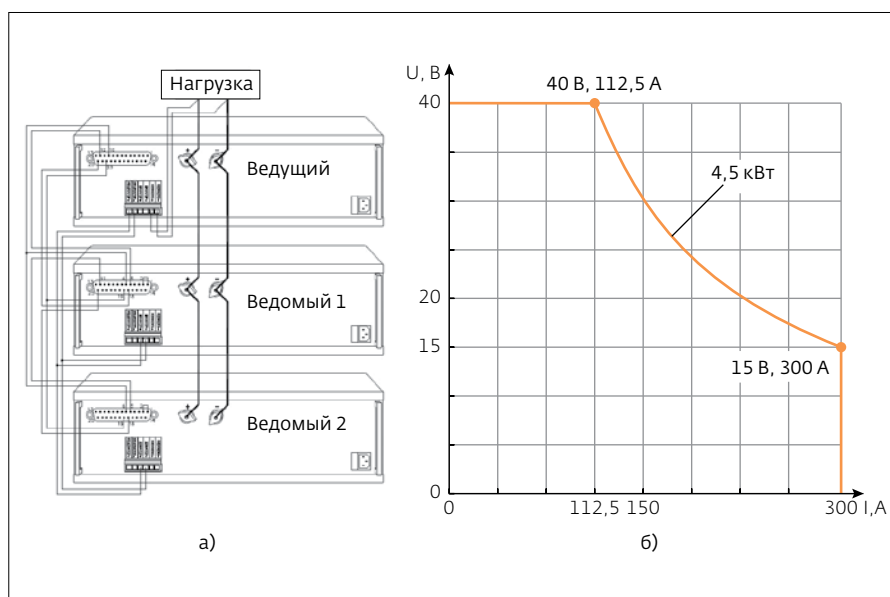 Нагрузка
Ведущий
Ведомый 1
Ведомый 2
а)
U, В
40 В, 112,5 А
40
4,5 кВт
20
15
15 В, 300 А
0
0 112,5 150 300 I,А
б)